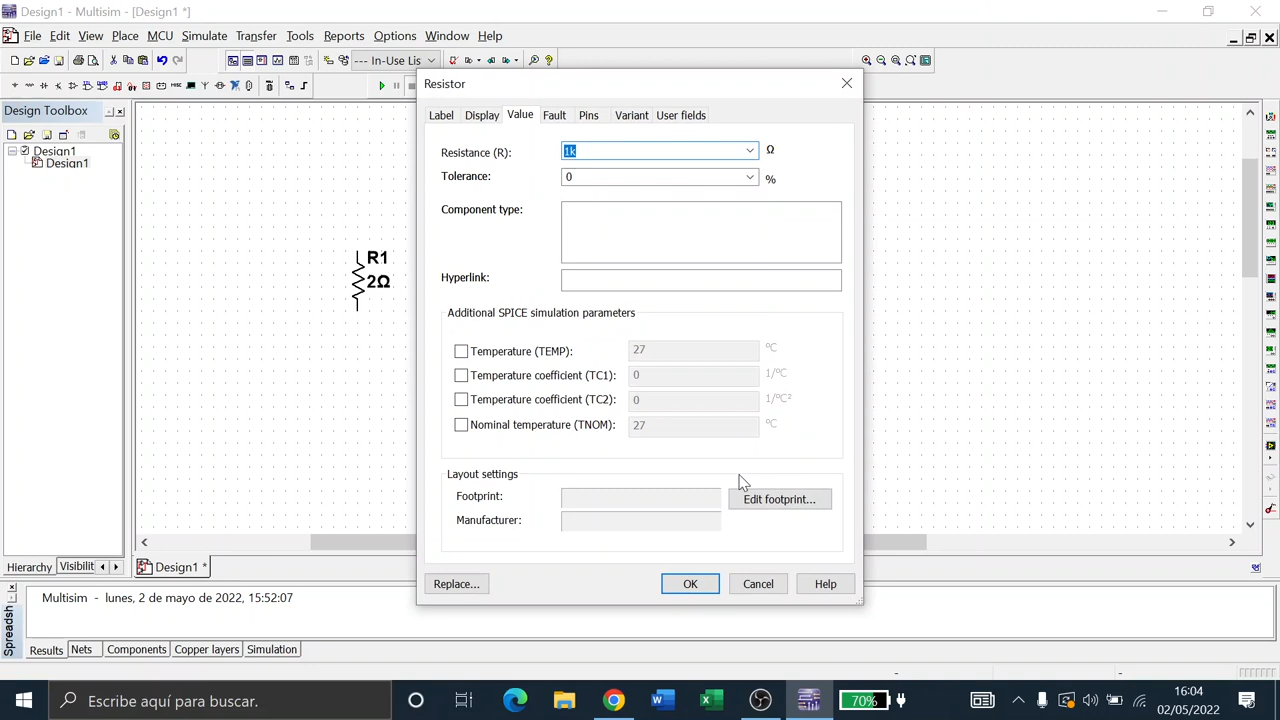 Design1 - Multisim - [Design1 *]
File Edit View Place MCU Simulate Transfer Tools Reports Options Window Help
--- In-Use Lis
Design Toolbox
Design1
Design1
R1
2Ω
Resistor
Label Display Value Fault Pins Variant User fields
Resistance (R): 1k Ω
Tolerance: 0 %
Component type:
Hyperlink:
Additional SPICE simulation parameters
Temperature (TEMP): 27 ºC
Temperature coefficient (TC1): 0 1/ºC
Temperature coefficient (TC2): 0 1/ºC²
Nominal temperature (TNOM): 27 ºC
Layout settings
Footprint: Edit footprint...
Manufacturer:
Replace... OK Cancel Help
Hierarchy Visibilit Design1 *
Multisim - lunes, 2 de mayo de 2022, 15:52:07
Spreadsh
Results Nets Components Copper layers Simulation
Escribe aquí para buscar.
70%
16:04
02/05/2022